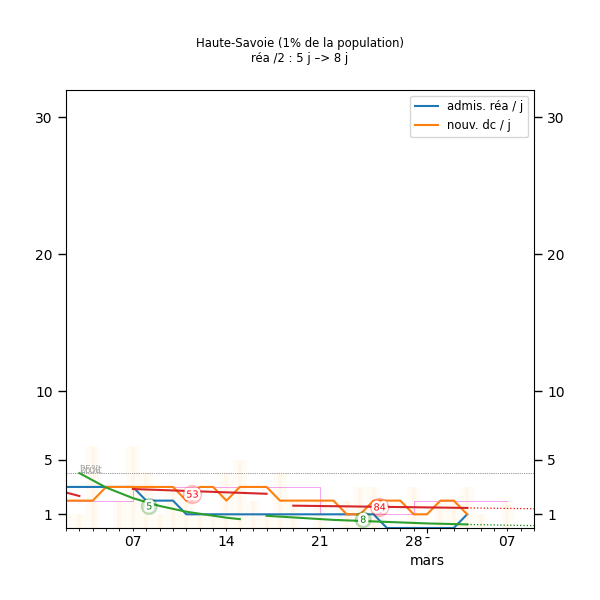 Haute-Savoie (1% de la population)
réa /2 : 5 j –> 8 j
admis. réa / j
nouv. dc / j
30 30
20 20
10 10
5 5
1 1
53
5
84
8
07 14 21 28 07
mars